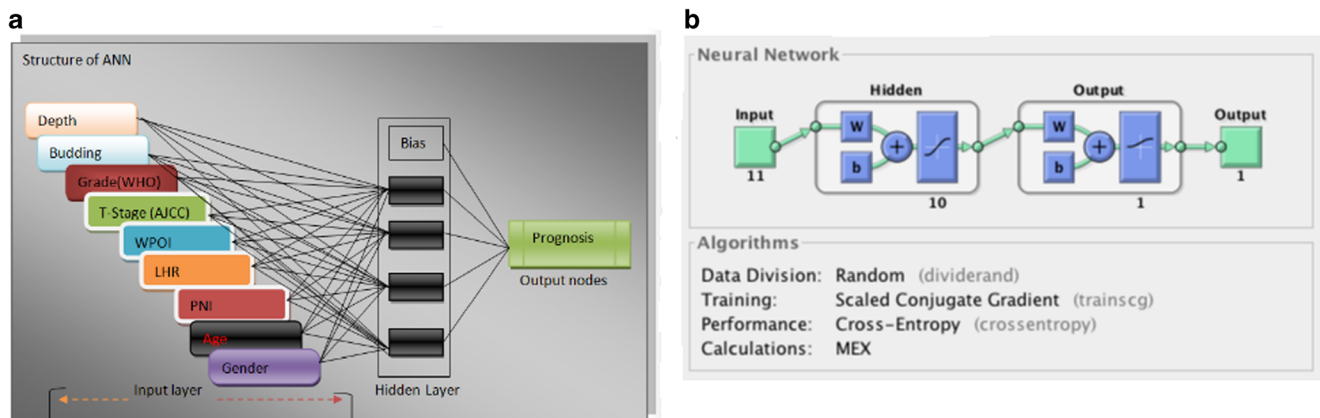 a
Structure of ANN
Depth
Budding
Grade(WHO)
T-Stage (AJCC)
WPOI
LHR
PNI
Age
Gender
Input layer
Bias
Hidden Layer
Prognosis
Output nodes
b
Neural Network
Hidden
Output
Input
Output
W
b
+
W
b
+
11
10
1
1
Algorithms
Data Division: Random (dividerand)
Training: Scaled Conjugate Gradient (trainscg)
Performance: Cross-Entropy (crossentropy)
Calculations: MEX